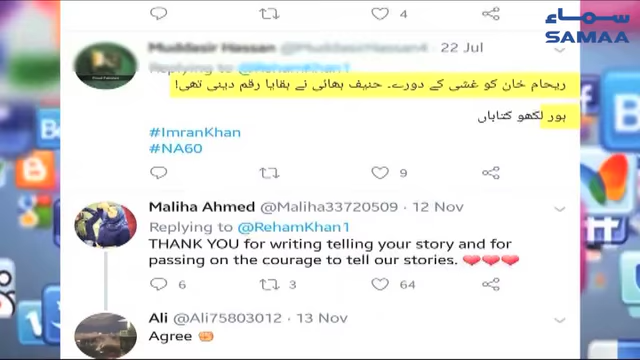 سماء
SAMAA
4
Muddasir Hassan @MuddasirHassan4 · 22 Jul
Replying to @RehamKhan1
ریحام خان کو غشی کے دورے۔ حنیف بھائی نے بقایا رقم دینی تھی!
ہور لکھو کتاباں
#ImranKhan
#NA60
9
Maliha Ahmed @Maliha33720509 · 12 Nov
Replying to @RehamKhan1
THANK YOU for writing telling your story and for
passing on the courage to tell our stories. ❤❤❤
6 3 64
Ali @Ali75803012 · 13 Nov
Agree ✊